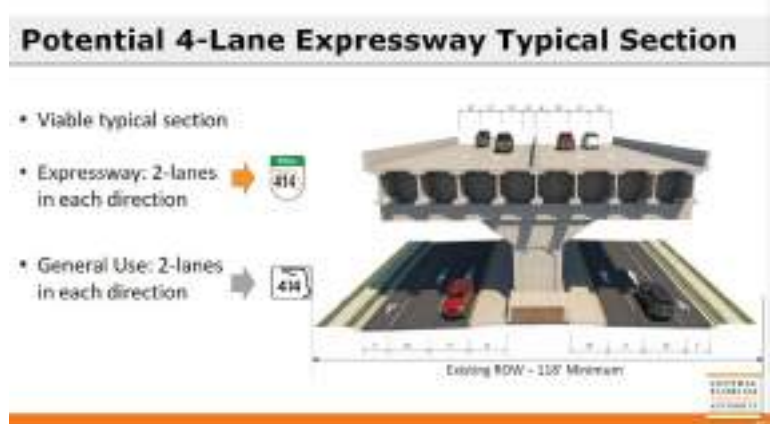 Potential 4-Lane Expressway Typical Section
• Viable typical section
• Expressway: 2-lanes
in each direction
414
• General Use: 2-lanes
in each direction
414
Existing ROW – 118' Minimum